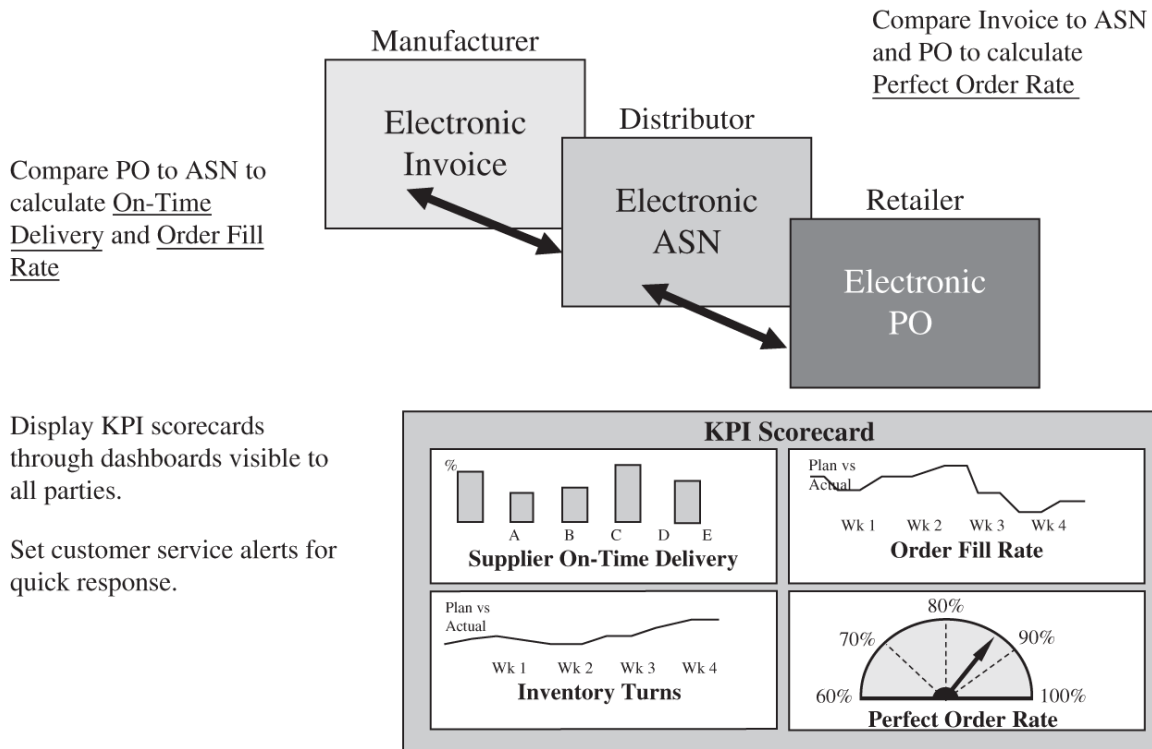 Compare Invoice to ASN
and PO to calculate
Perfect Order Rate
Manufacturer
Electronic
Invoice
Distributor
Electronic
ASN
Retailer
Electronic
PO
Compare PO to ASN to
calculate On-Time
Delivery and Order Fill
Rate
Display KPI scorecards
through dashboards visible to
all parties.
Set customer service alerts for
quick response.
KPI Scorecard
%
A B C D E
Supplier On-Time Delivery
Plan vs
Actual
Wk 1 Wk 2 Wk 3 Wk 4
Order Fill Rate
Plan vs
Actual
Wk 1 Wk 2 Wk 3 Wk 4
Inventory Turns
80%
70% 90%
60% 100%
Perfect Order Rate